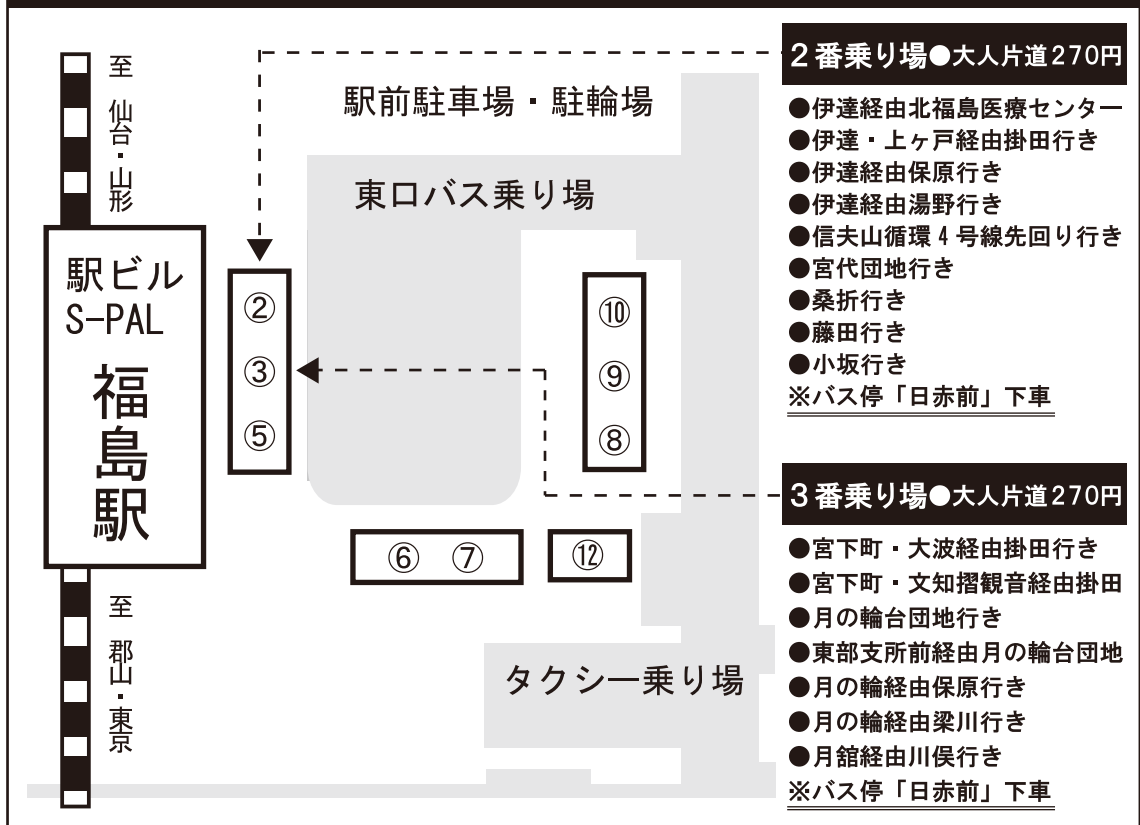 至 仙台・山形
駅前駐車場・駐輪場
東口バス乗り場
駅ビル
S-PAL
福島駅
②
③
⑤
⑩
⑨
⑧
⑥ ⑦
⑫
至 郡山・東京
タクシー乗り場
2番乗り場●大人片道270円
●伊達経由北福島医療センター
●伊達・上ヶ戸経由掛田行き
●伊達経由保原行き
●伊達経由湯野行き
●信夫山循環4号線先回り行き
●宮代団地行き
●桑折行き
●藤田行き
●小坂行き
※バス停「日赤前」下車
3番乗り場●大人片道270円
●宮下町・大波経由掛田行き
●宮下町・文知摺観音経由掛田
●月の輪台団地行き
●東部支所前経由月の輪台団地
●月の輪経由保原行き
●月の輪経由梁川行き
●月舘経由川俣行き
※バス停「日赤前」下車